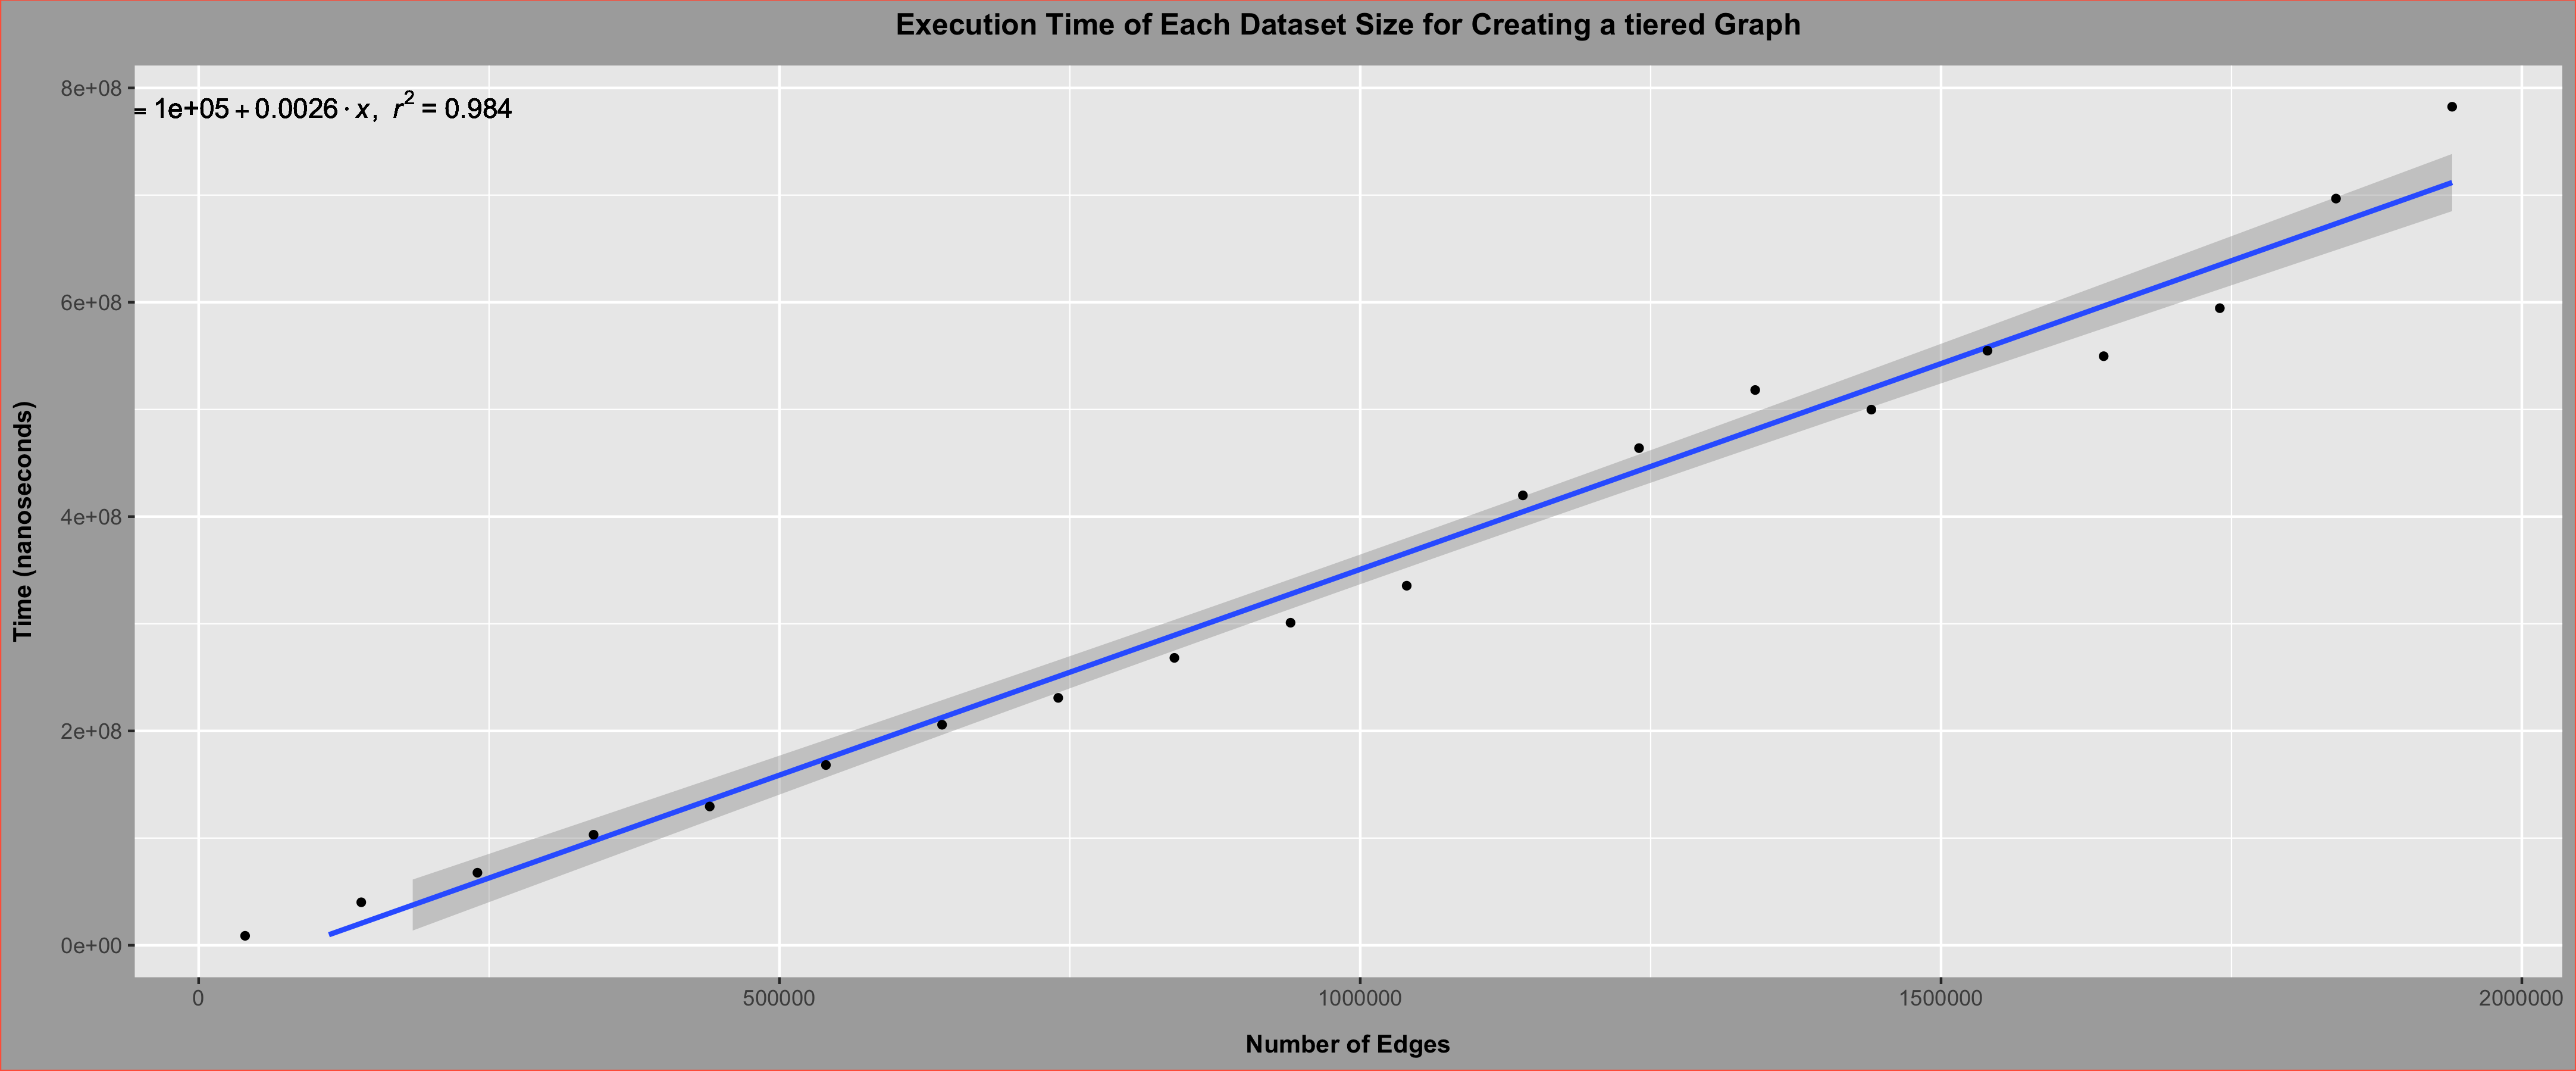 Execution Time of Each Dataset Size for Creating a tiered Graph
= 1e+05 + 0.0026 · x, r² = 0.984
8e+08
6e+08
4e+08
2e+08
0e+00
Time (nanoseconds)
0 500000 1000000 1500000 2000000
Number of Edges